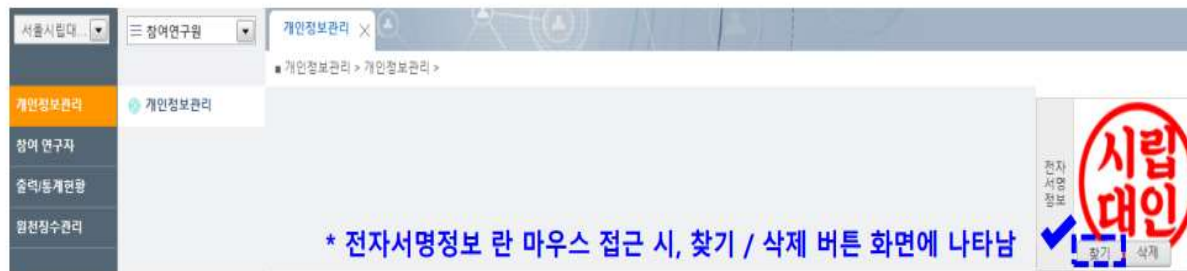 서울시립대...
참여연구원
개인정보관리
■ 개인정보관리 > 개인정보관리 >
개인정보관리
개인정보관리
참여 연구자
출력/통계현황
원천징수관리
전자
서명
정보
시립
대인
* 전자서명정보 란 마우스 접근 시, 찾기 / 삭제 버튼 화면에 나타남
찾기
삭제